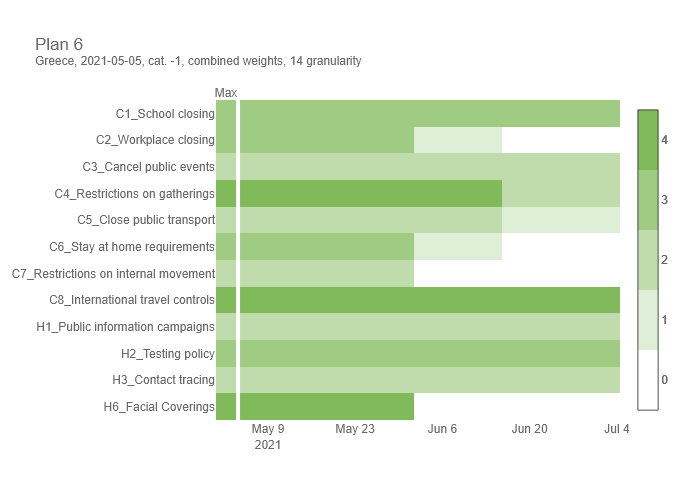 Plan 6
Greece, 2021-05-05, cat. -1, combined weights, 14 granularity
Max
C1_School closing
C2_Workplace closing
C3_Cancel public events
C4_Restrictions on gatherings
C5_Close public transport
C6_Stay at home requirements
C7_Restrictions on internal movement
C8_International travel controls
H1_Public information campaigns
H2_Testing policy
H3_Contact tracing
H6_Facial Coverings
4
3
2
1
0
May 9 May 23 Jun 6 Jun 20 Jul 4
2021